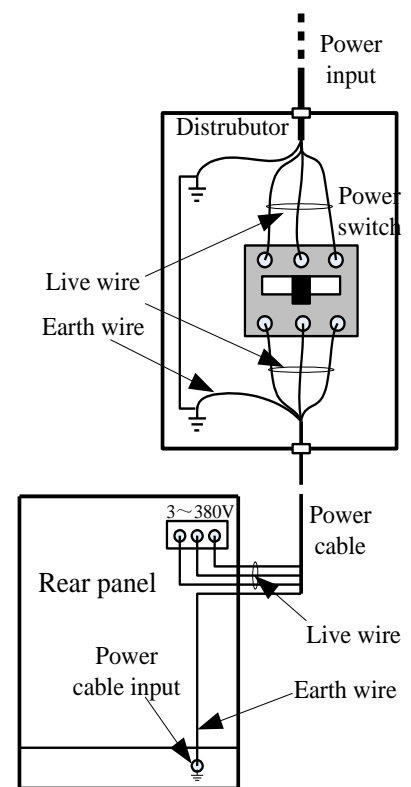 Power
input
Distrubutor
Power
switch
Live wire
Earth wire
3～380V
Power
cable
Rear panel
Live wire
Power
cable input
Earth wire